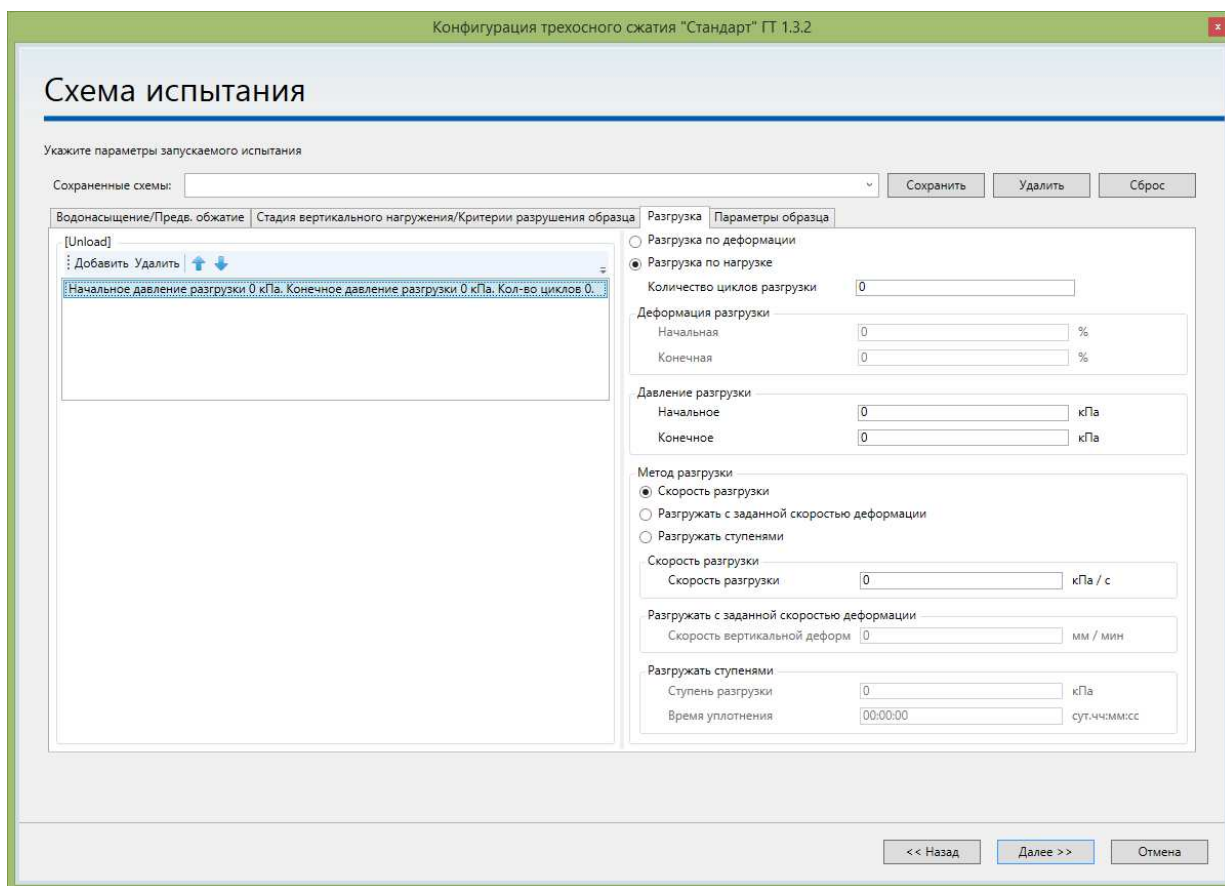 Конфигурация трехосного сжатия "Стандарт" ГТ 1.3.2
x
Схема испытания
Укажите параметры запускаемого испытания
Сохраненные схемы:
Сохранить
Удалить
Сброс
Водонасыщение/Предв. обжатие
Стадия вертикального нагружения/Критерии разрушения образца
Разгрузка
Параметры образца
[Unload]
Добавить Удалить
Начальное давление разгрузки 0 кПа. Конечное давление разгрузки 0 кПа. Кол-во циклов 0.
Разгрузка по деформации
Разгрузка по нагрузке
Количество циклов разгрузки 0
Деформация разгрузки
Начальная 0 %
Конечная 0 %
Давление разгрузки
Начальное 0 кПа
Конечное 0 кПа
Метод разгрузки
Скорость разгрузки
Разгружать с заданной скоростью деформации
Разгружать ступенями
Скорость разгрузки
Скорость разгрузки 0 кПа / с
Разгружать с заданной скоростью деформации
Скорость вертикальной деформ 0 мм / мин
Разгружать ступенями
Ступень разгрузки 0 кПа
Время уплотнения 00:00:00 сут.чч:мм:сс
<< Назад
Далее >>
Отмена